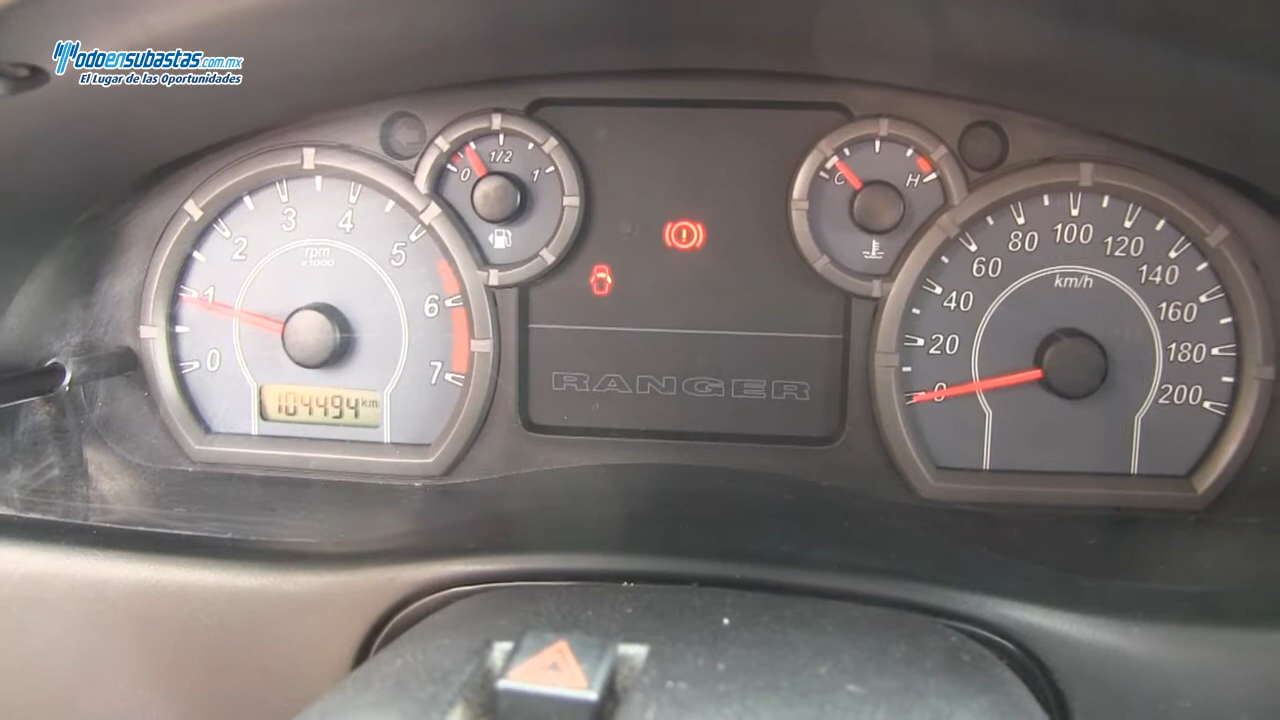 Todoensubastas.com.mx
El Lugar de las Oportunidades
0 1/2 1
C H
0 1 2 3 4 5 6 7
rpm
x1000
104494 km
RANGER
0 20 40 60 80 100 120 140 160 180 200
km/h